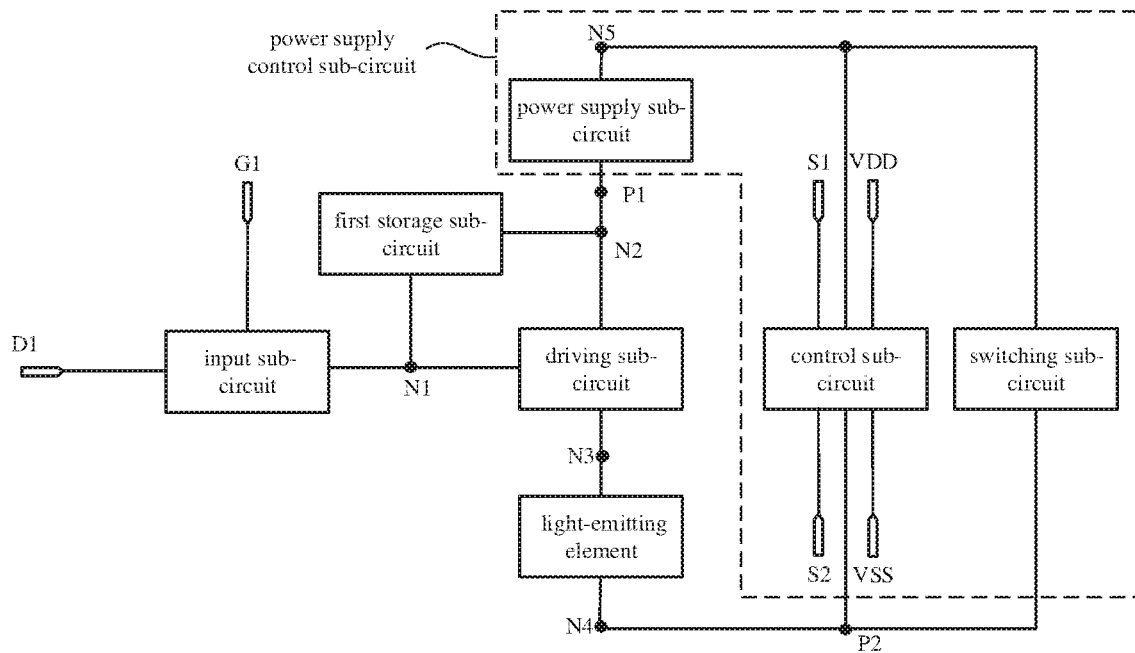 power supply
control sub-circuit
N5
power supply sub-
circuit
G1
S1
VDD
P1
first storage sub-
circuit
N2
D1
input sub-
circuit
N1
driving sub-
circuit
control sub-
circuit
switching sub-
circuit
N3
light-emitting
element
S2
VSS
N4
P2